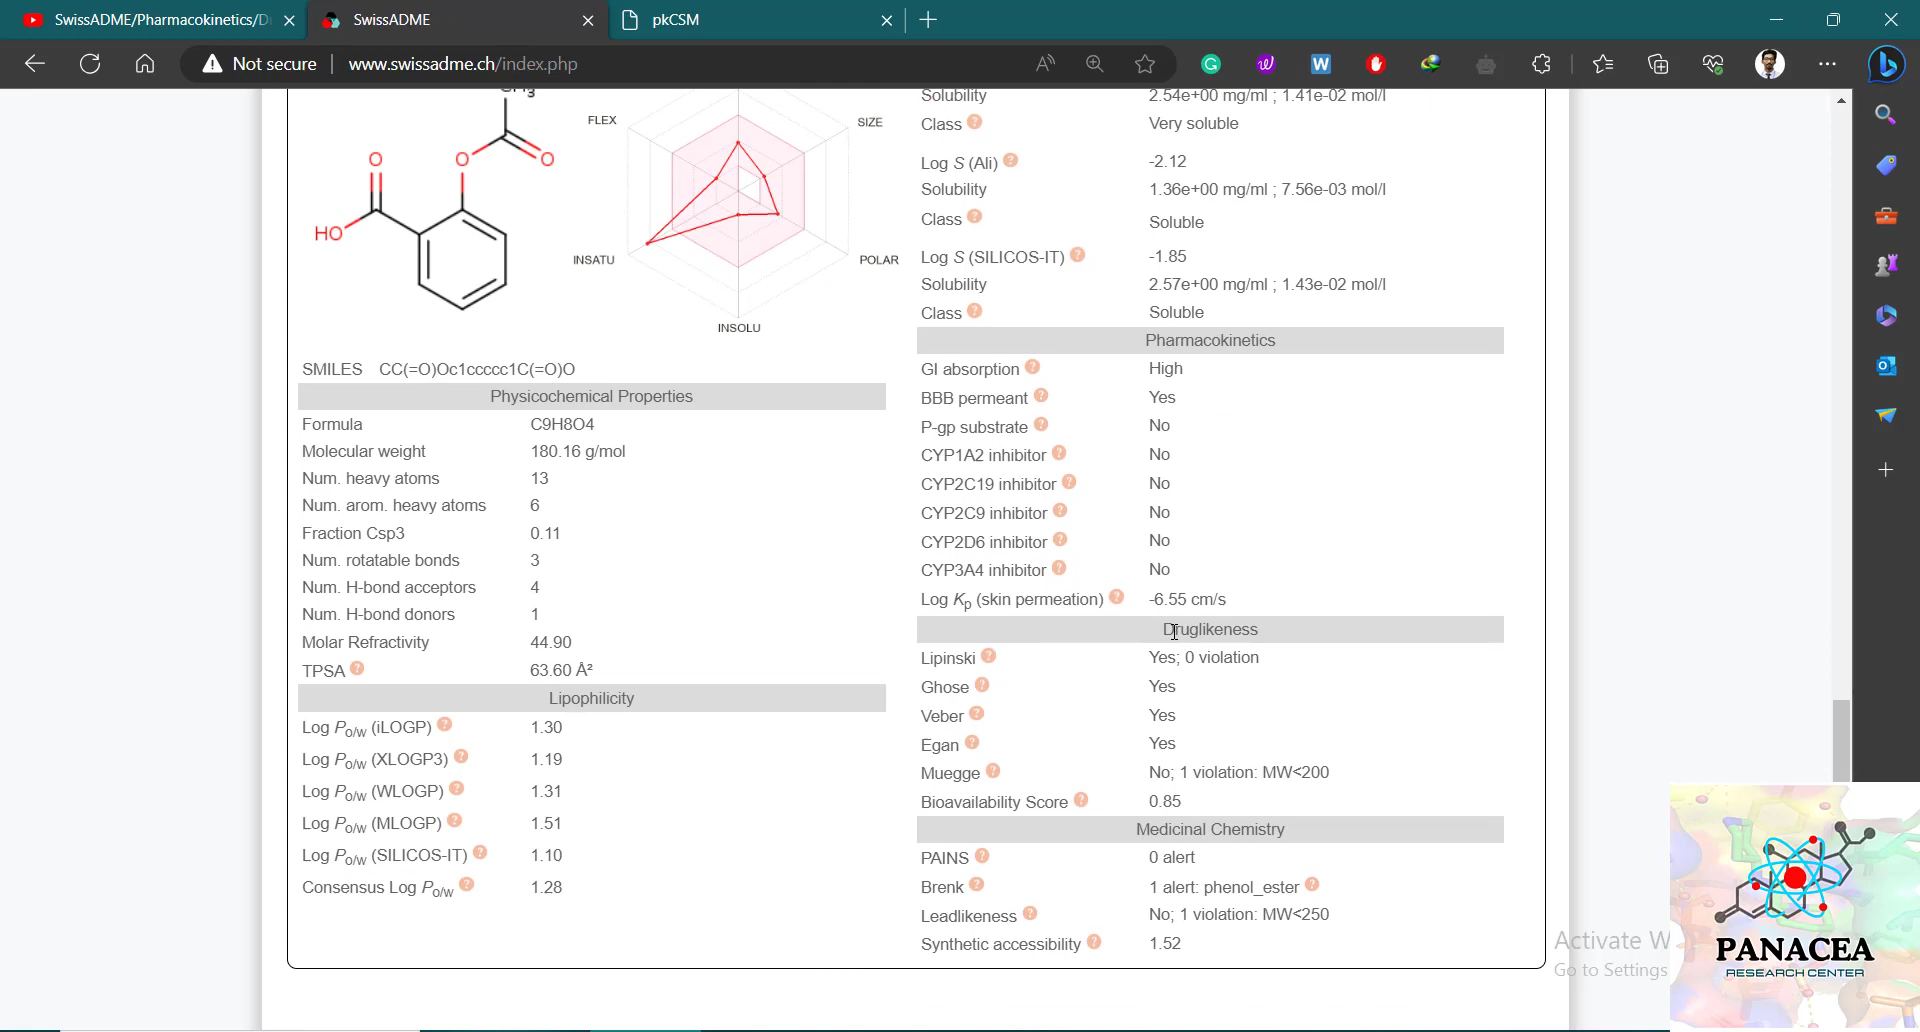 SwissADME/Pharmacokinetics/D
SwissADME
pkCSM
Not secure
www.swissadme.ch/index.php
CH3
O
O
O
HO
FLEX
SIZE
INSATU
POLAR
INSOLU
SMILES CC(=O)Oc1ccccc1C(=O)O
Physicochemical Properties
Formula C9H8O4
Molecular weight 180.16 g/mol
Num. heavy atoms 13
Num. arom. heavy atoms 6
Fraction Csp3 0.11
Num. rotatable bonds 3
Num. H-bond acceptors 4
Num. H-bond donors 1
Molar Refractivity 44.90
TPSA ? 63.60 Å²
Lipophilicity
Log Po/w (iLOGP) ? 1.30
Log Po/w (XLOGP3) ? 1.19
Log Po/w (WLOGP) ? 1.31
Log Po/w (MLOGP) ? 1.51
Log Po/w (SILICOS-IT) ? 1.10
Consensus Log Po/w ? 1.28
Solubility 2.54e+00 mg/ml ; 1.41e-02 mol/l
Class ? Very soluble
Log S (Ali) ? -2.12
Solubility 1.36e+00 mg/ml ; 7.56e-03 mol/l
Class ? Soluble
Log S (SILICOS-IT) ? -1.85
Solubility 2.57e+00 mg/ml ; 1.43e-02 mol/l
Class ? Soluble
Pharmacokinetics
GI absorption ? High
BBB permeant ? Yes
P-gp substrate ? No
CYP1A2 inhibitor ? No
CYP2C19 inhibitor ? No
CYP2C9 inhibitor ? No
CYP2D6 inhibitor ? No
CYP3A4 inhibitor ? No
Log Kp (skin permeation) ? -6.55 cm/s
Druglikeness
Lipinski ? Yes; 0 violation
Ghose ? Yes
Veber ? Yes
Egan ? Yes
Muegge ? No; 1 violation: MW<200
Bioavailability Score ? 0.85
Medicinal Chemistry
PAINS ? 0 alert
Brenk ? 1 alert: phenol_ester ?
Leadlikeness ? No; 1 violation: MW<250
Synthetic accessibility ? 1.52
Activate W
Go to Settings
PANACEA
RESEARCH CENTER